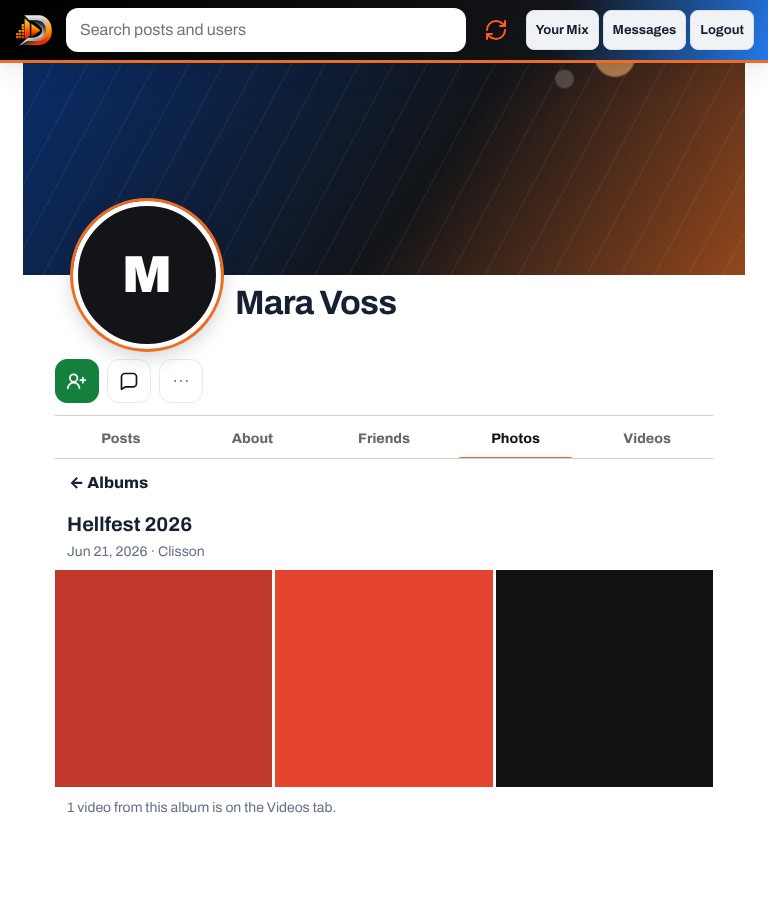 Search posts and users
Your Mix
Messages
Logout
M
Mara Voss
Posts
About
Friends
Photos
Videos
← Albums
Hellfest 2026
Jun 21, 2026 · Clisson
1 video from this album is on the Videos tab.